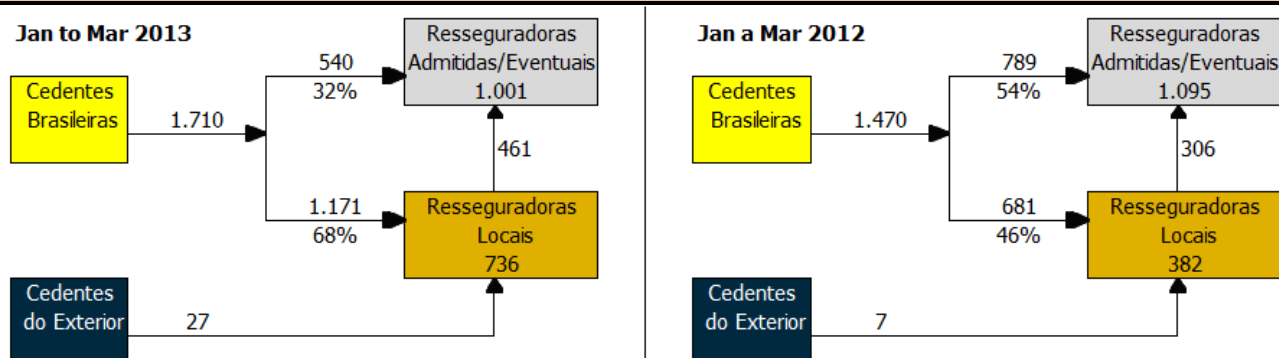 Jan to Mar 2013
Cedentes
Brasileiras
1.710
540
32%
Resseguradoras
Admitidas/Eventuais
1.001
461
1.171
68%
Resseguradoras
Locais
736
Cedentes
do Exterior
27
Jan a Mar 2012
Cedentes
Brasileiras
1.470
789
54%
Resseguradoras
Admitidas/Eventuais
1.095
306
681
46%
Resseguradoras
Locais
382
Cedentes
do Exterior
7